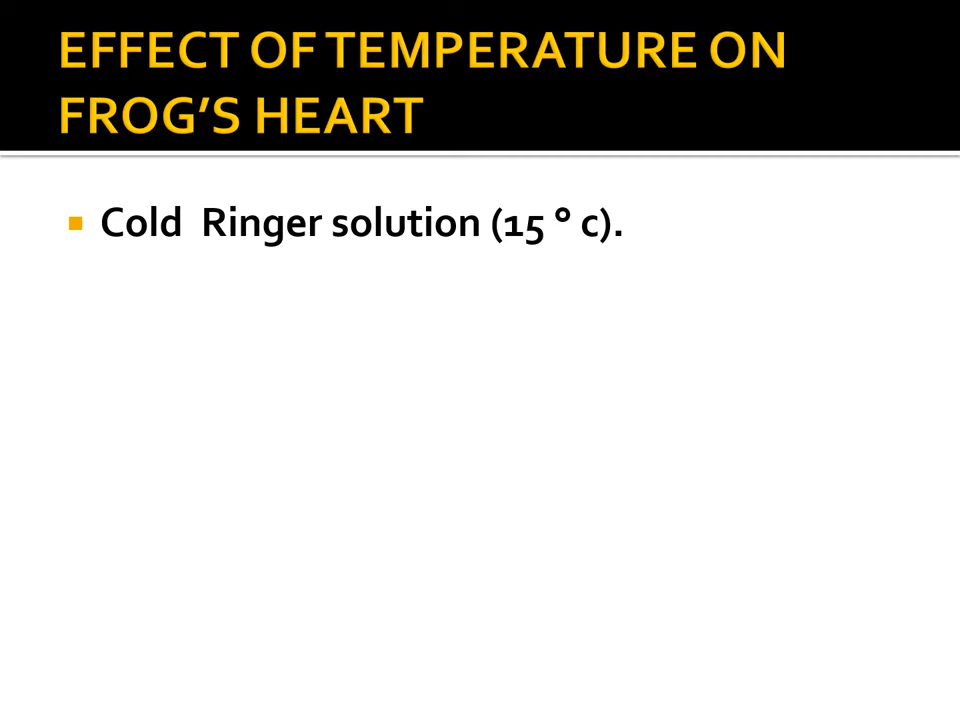 EFFECT OF TEMPERATURE ON
FROG’S HEART
Cold  Ringer solution (15 ° c).